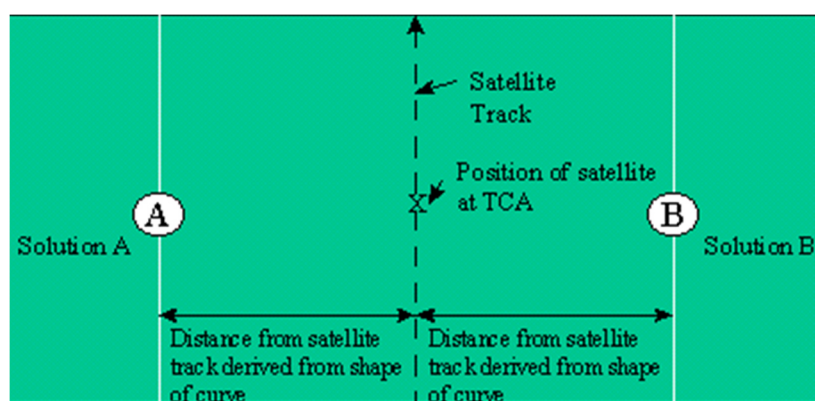 Satellite
Track
Position of satellite
at TCA
A
B
Solution A
Solution B
Distance from satellite
track derived from shape
of curve
Distance from satellite
track derived from shape
of curve